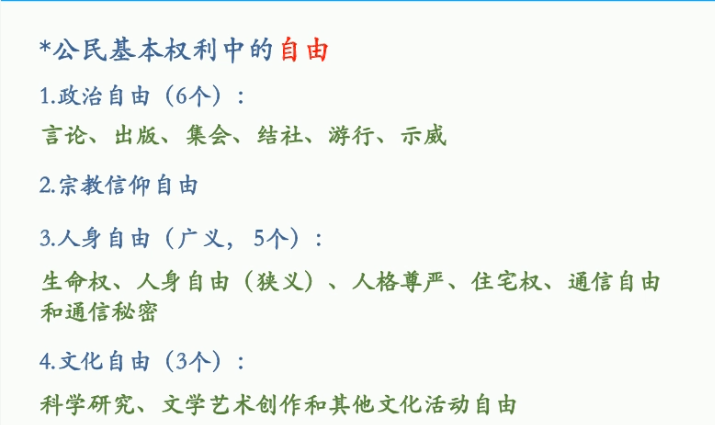 *公民基本权利中的自由
1.政治自由（6个）：
言论、出版、集会、结社、游行、示威
2.宗教信仰自由
3.人身自由（广义， 5个）：
生命权、人身自由（狭义）、人格尊严、住宅权、通信自由
和通信秘密
4.文化自由（3个）：
科学研究、文学艺术创作和其他文化活动自由